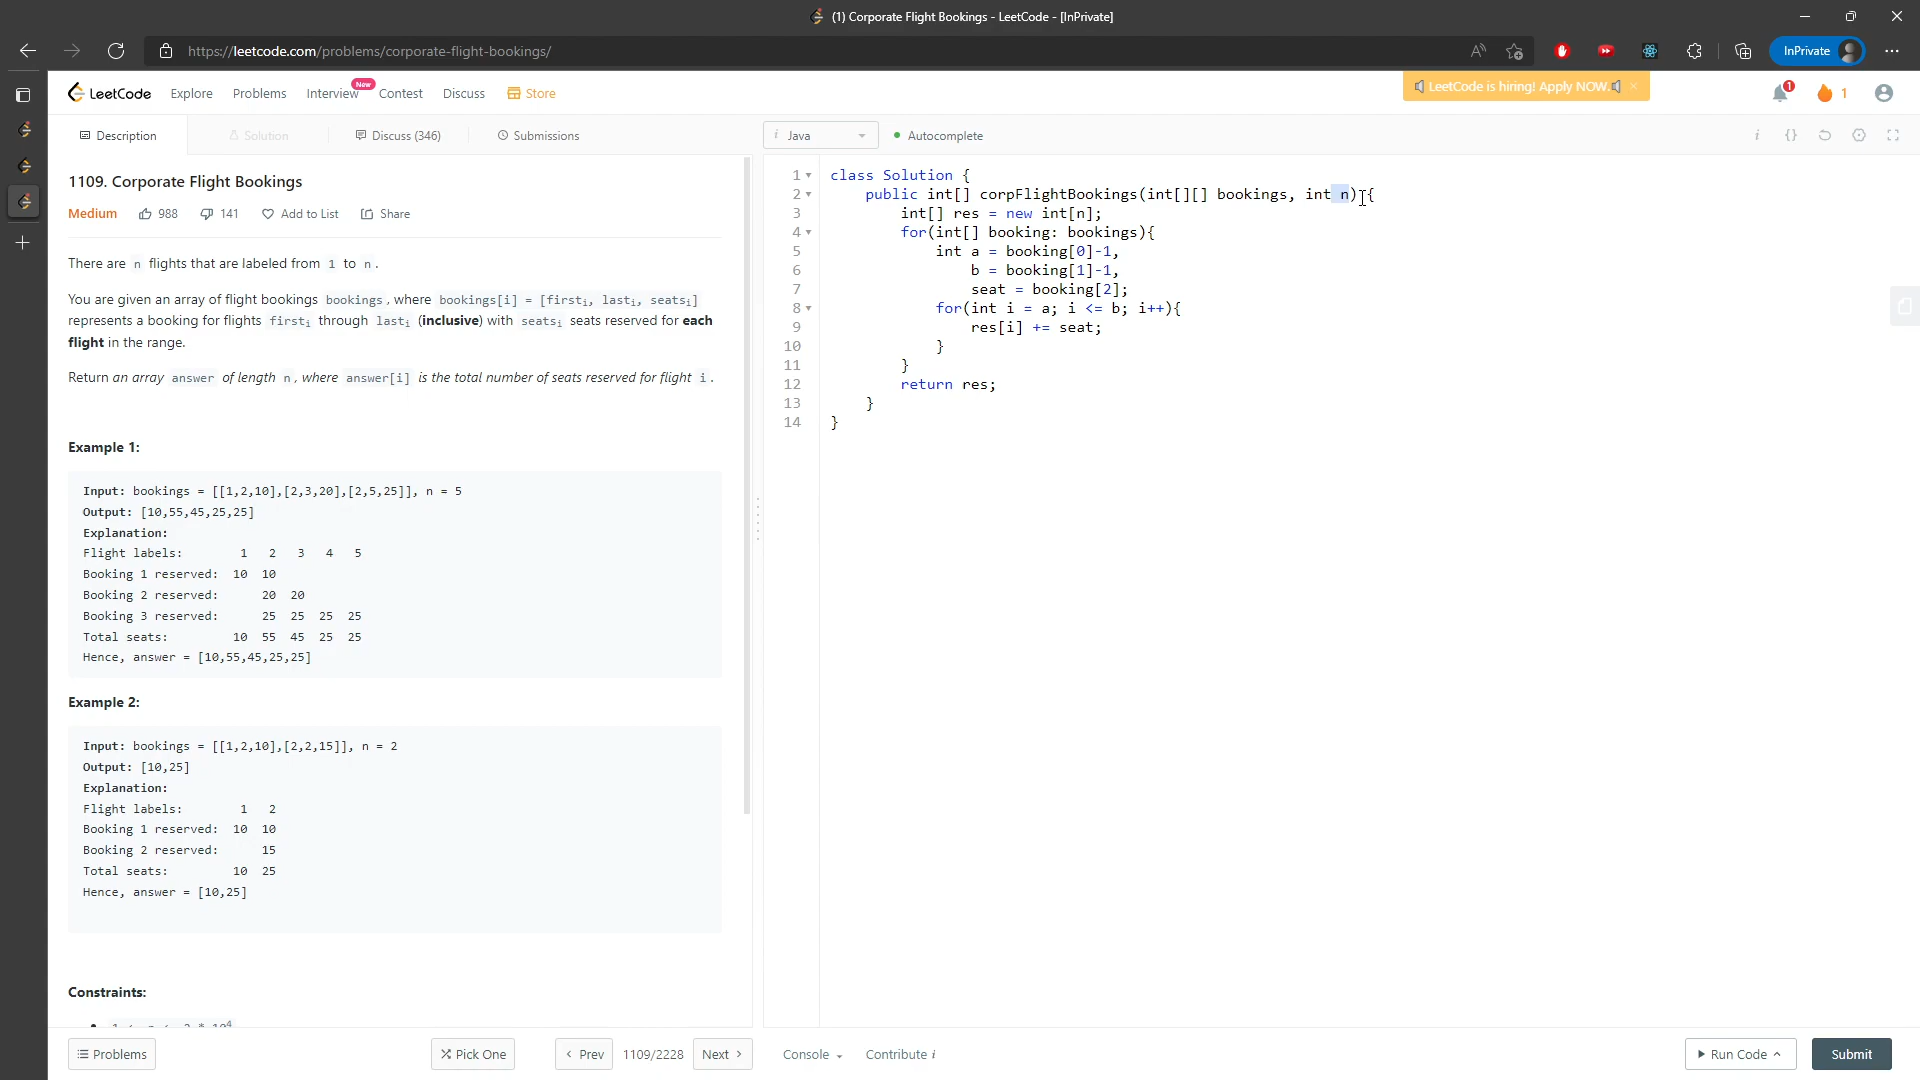 (1) Corporate Flight Bookings - LeetCode - [InPrivate]
https://leetcode.com/problems/corporate-flight-bookings/
InPrivate
LeetCode
Explore
Problems
Interview
New
Contest
Discuss
Store
LeetCode is hiring! Apply NOW.
1
1
Description
Solution
Discuss (346)
Submissions
i Java
Autocomplete
1109. Corporate Flight Bookings
Medium
988
141
Add to List
Share
There are n flights that are labeled from 1 to n.
You are given an array of flight bookings bookings, where bookings[i] = [firstᵢ, lastᵢ, seatsᵢ]
represents a booking for flights firstᵢ through lastᵢ (inclusive) with seatsᵢ seats reserved for each
flight in the range.
Return an array answer of length n, where answer[i] is the total number of seats reserved for flight i.
Example 1:
Input: bookings = [[1,2,10],[2,3,20],[2,5,25]], n = 5
Output: [10,55,45,25,25]
Explanation:
Flight labels: 1 2 3 4 5
Booking 1 reserved: 10 10
Booking 2 reserved: 20 20
Booking 3 reserved: 25 25 25 25
Total seats: 10 55 45 25 25
Hence, answer = [10,55,45,25,25]
Example 2:
Input: bookings = [[1,2,10],[2,2,15]], n = 2
Output: [10,25]
Explanation:
Flight labels: 1 2
Booking 1 reserved: 10 10
Booking 2 reserved: 15
Total seats: 10 25
Hence, answer = [10,25]
Constraints:
1 class Solution {
2 public int[] corpFlightBookings(int[][] bookings, int n) {
3 int[] res = new int[n];
4 for(int[] booking: bookings){
5 int a = booking[0]-1,
6 b = booking[1]-1,
7 seat = booking[2];
8 for(int i = a; i <= b; i++){
9 res[i] += seat;
10 }
11 }
12 return res;
13 }
14 }
Problems
Pick One
Prev
1109/2228
Next
Console
Contribute i
Run Code
Submit